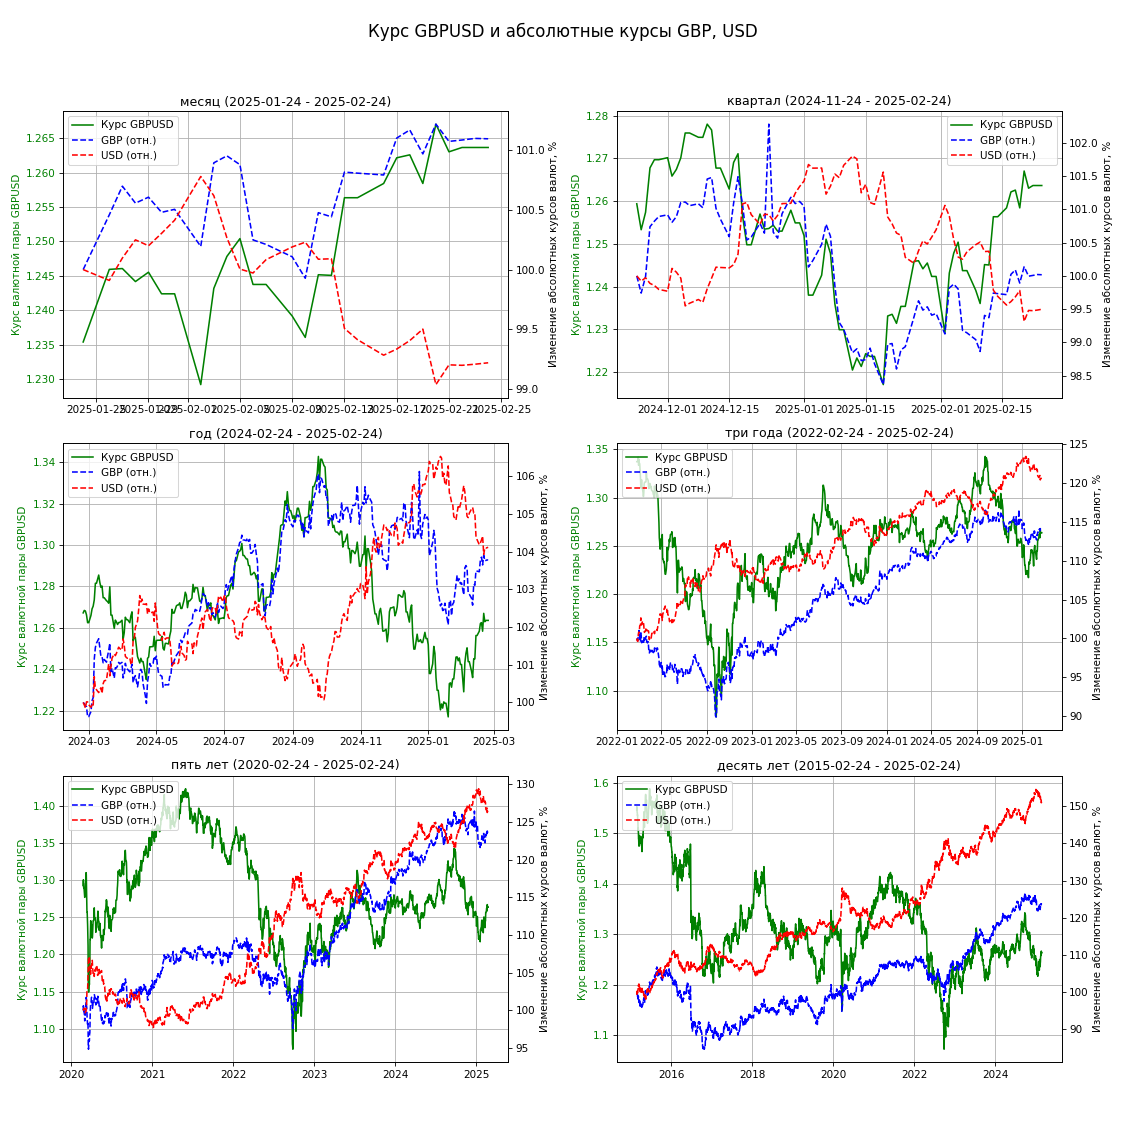 Курс GBPUSD и абсолютные курсы GBP, USD
месяц (2025-01-24 - 2025-02-24)
Курс GBPUSD
GBP (отн.)
USD (отн.)
Курс валютной пары GBPUSD
Изменение абсолютных курсов валют, %
1.265
1.260
1.255
1.250
1.245
1.240
1.235
1.230
101.0
100.5
100.0
99.5
99.0
2025-01-25 2025-01-29 2025-02-01 2025-02-05 2025-02-09 2025-02-13 2025-02-17 2025-02-21 2025-02-25
квартал (2024-11-24 - 2025-02-24)
Курс GBPUSD
GBP (отн.)
USD (отн.)
Курс валютной пары GBPUSD
Изменение абсолютных курсов валют, %
1.28
1.27
1.26
1.25
1.24
1.23
1.22
102.0
101.5
101.0
100.5
100.0
99.5
99.0
98.5
2024-12-01 2024-12-15 2025-01-01 2025-01-15 2025-02-01 2025-02-15
год (2024-02-24 - 2025-02-24)
Курс GBPUSD
GBP (отн.)
USD (отн.)
Курс валютной пары GBPUSD
Изменение абсолютных курсов валют, %
1.34
1.32
1.30
1.28
1.26
1.24
1.22
106
105
104
103
102
101
100
2024-03 2024-05 2024-07 2024-09 2024-11 2025-01 2025-03
три года (2022-02-24 - 2025-02-24)
Курс GBPUSD
GBP (отн.)
USD (отн.)
Курс валютной пары GBPUSD
Изменение абсолютных курсов валют, %
1.35
1.30
1.25
1.20
1.15
1.10
125
120
115
110
105
100
95
90
2022-01 2022-05 2022-09 2023-01 2023-05 2023-09 2024-01 2024-05 2024-09 2025-01
пять лет (2020-02-24 - 2025-02-24)
Курс GBPUSD
GBP (отн.)
USD (отн.)
Курс валютной пары GBPUSD
Изменение абсолютных курсов валют, %
1.40
1.35
1.30
1.25
1.20
1.15
1.10
130
125
120
115
110
105
100
95
2020 2021 2022 2023 2024 2025
десять лет (2015-02-24 - 2025-02-24)
Курс GBPUSD
GBP (отн.)
USD (отн.)
Курс валютной пары GBPUSD
Изменение абсолютных курсов валют, %
1.6
1.5
1.4
1.3
1.2
1.1
150
140
130
120
110
100
90
2016 2018 2020 2022 2024